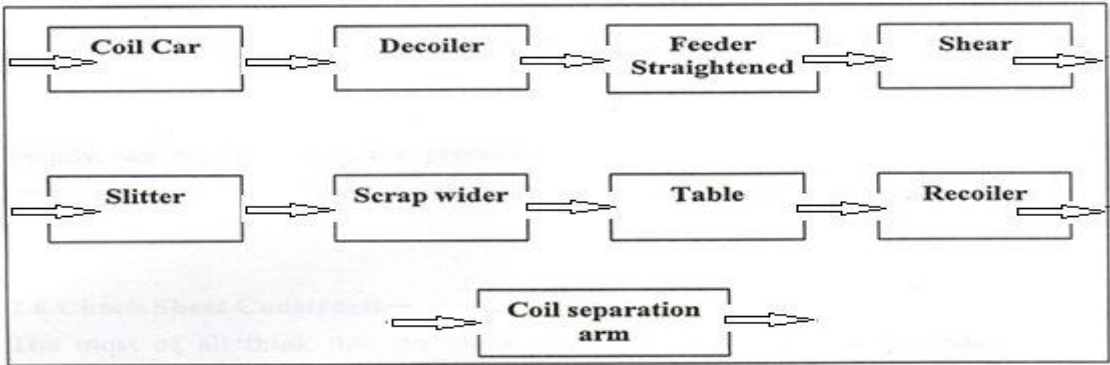 Coil Car
Decoiler
Feeder
Straightened
Shear
Slitter
Scrap wider
Table
Recoiler
Coil separation
arm